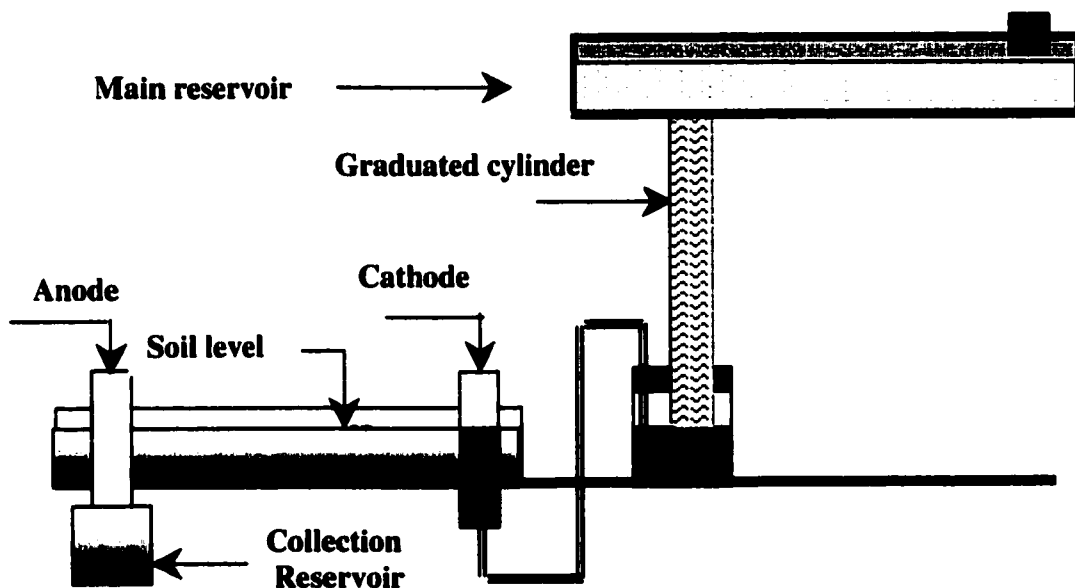 Main reservoir
Graduated cylinder
Anode
Cathode
Soil level
Collection
Reservoir